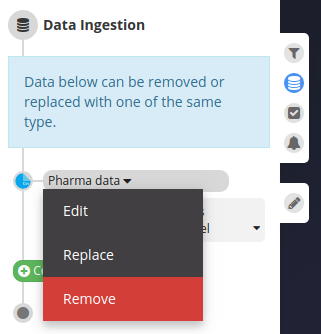 Data Ingestion
Data below can be removed or
replaced with one of the same
type.
Pharma data
Edit
Replace
Remove